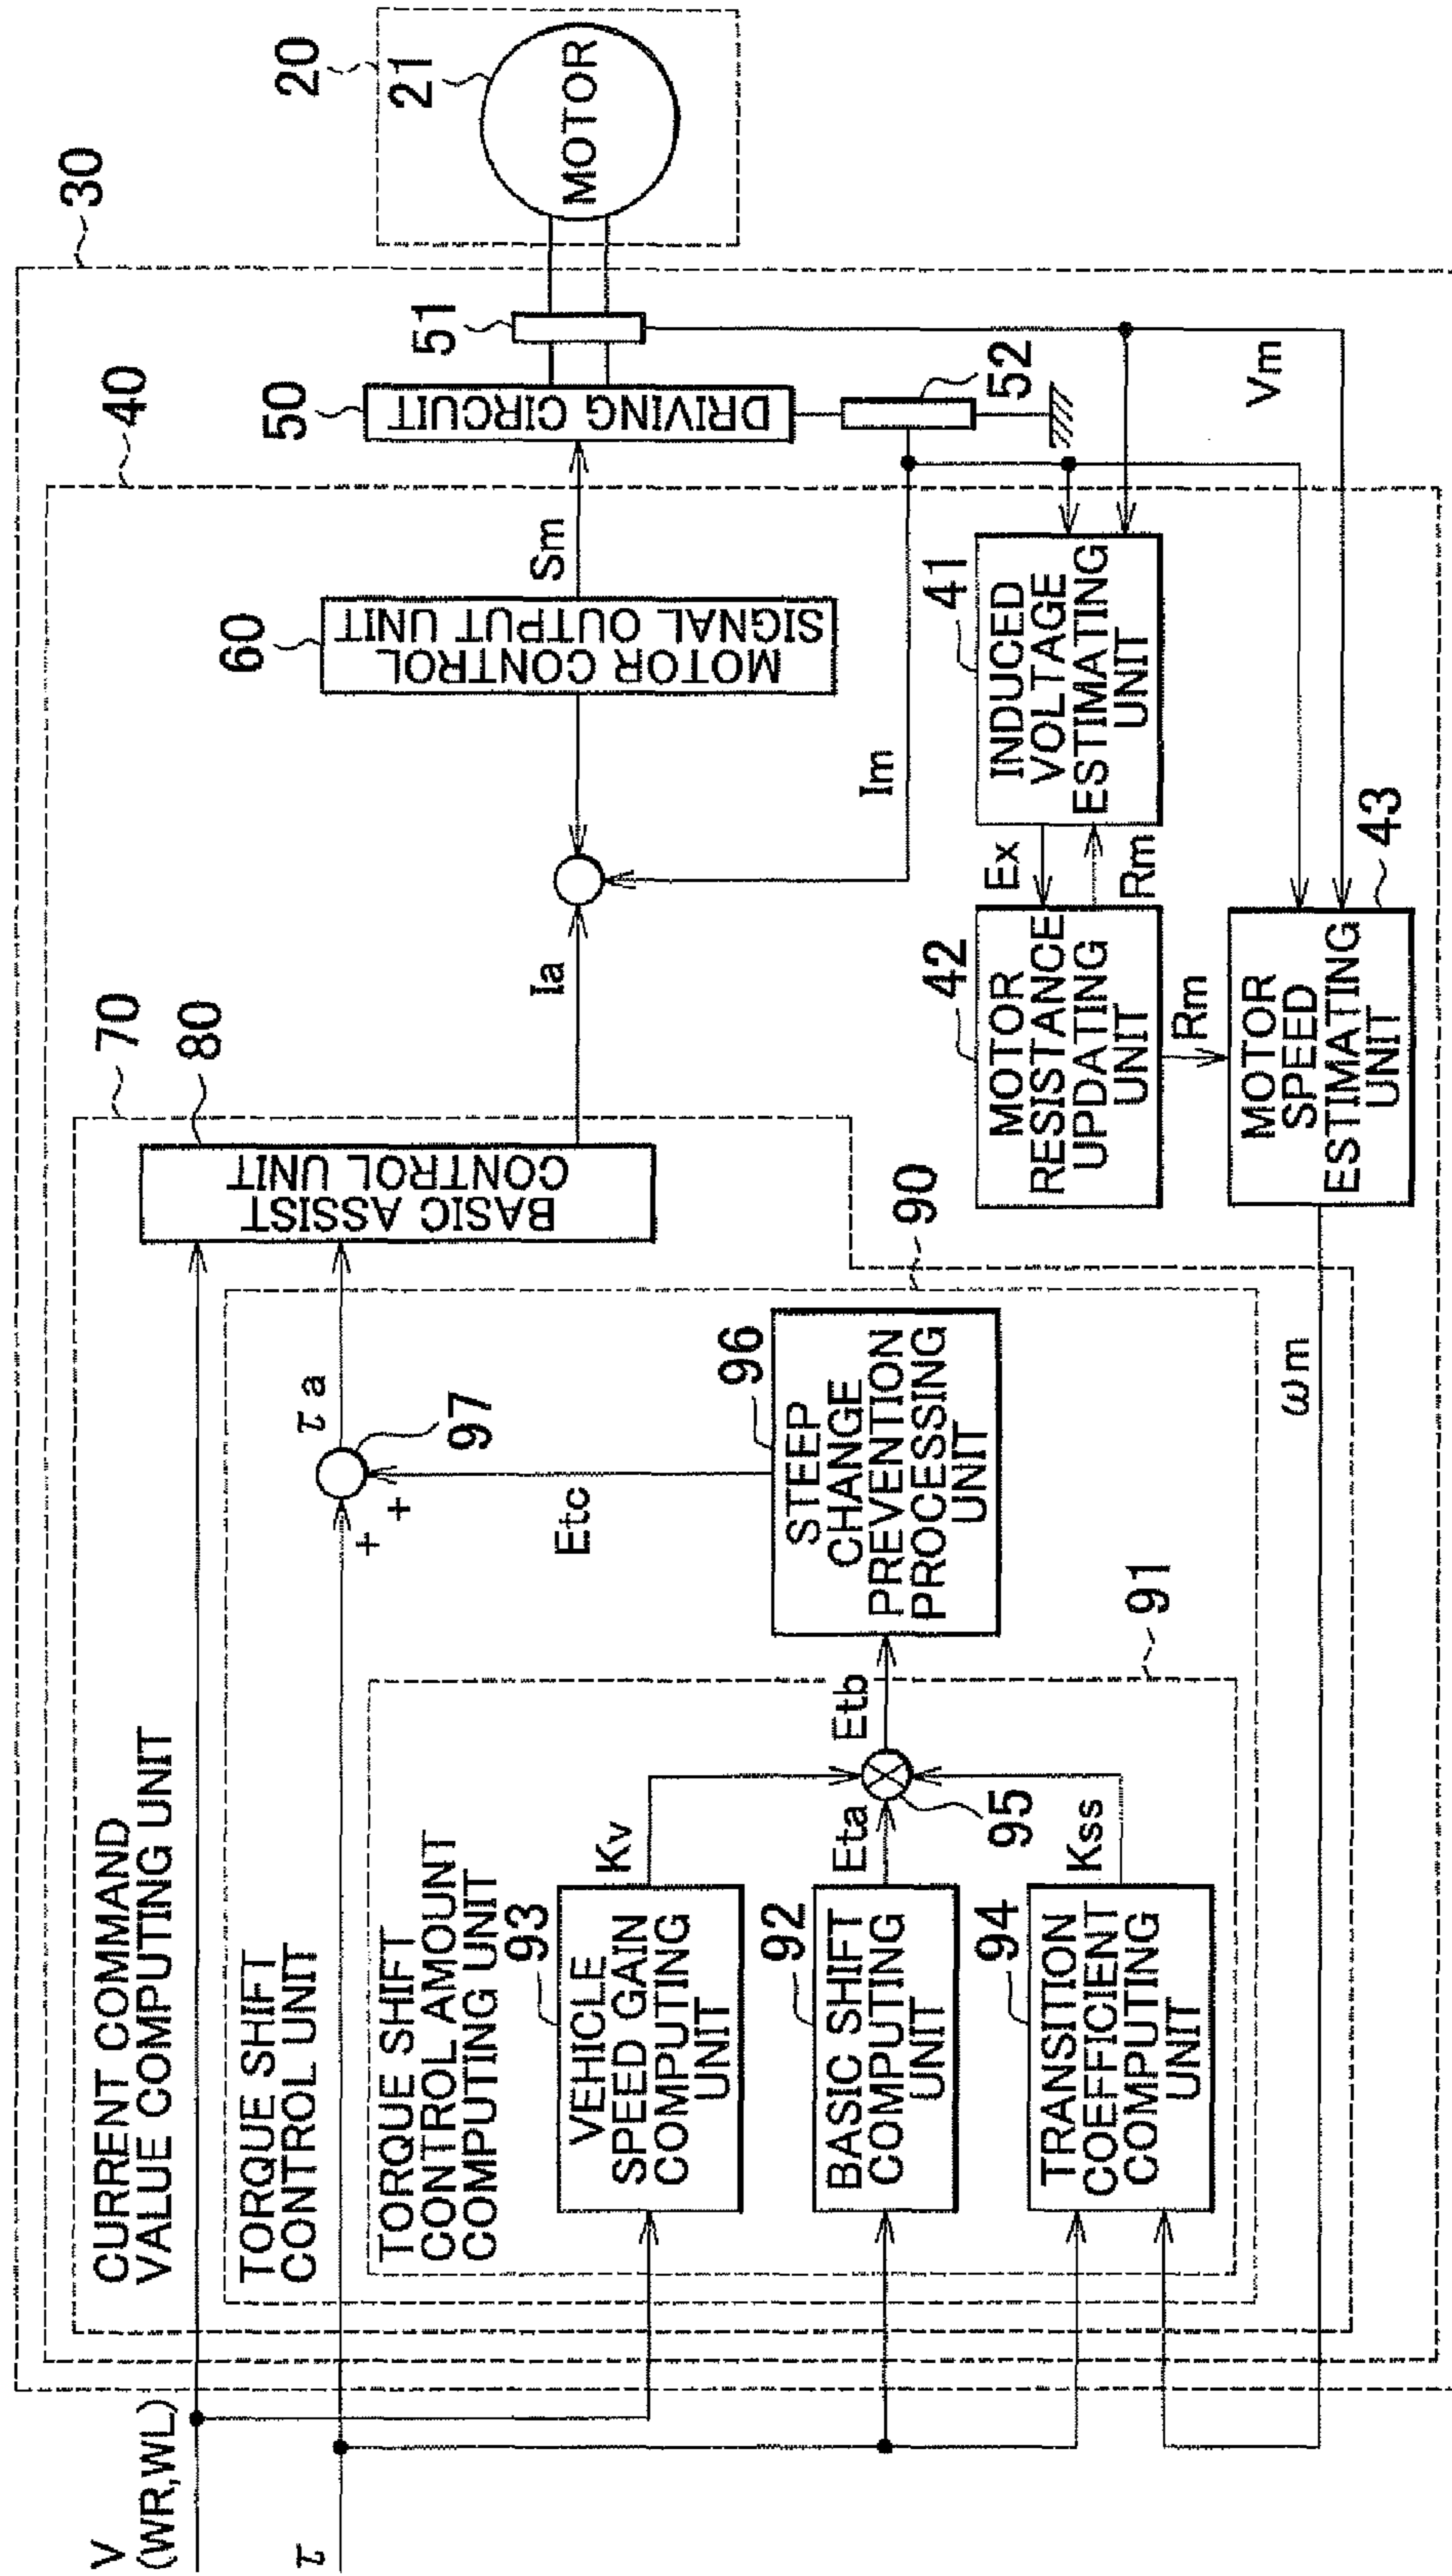 30
20
21
MOTOR
40
50
DRIVING CIRCUIT
51
52
Vm
60
MOTOR CONTROL
SIGNAL OUTPUT UNIT
Sm
Im
41
INDUCED
VOLTAGE
ESTIMATING
UNIT
Ex
Rm
42
MOTOR
RESISTANCE
UPDATING
UNIT
Rm
43
MOTOR
SPEED
ESTIMATING
UNIT
ωm
Ia
70
80
BASIC ASSIST
CONTROL UNIT
CURRENT COMMAND
VALUE COMPUTING UNIT
90
τa
97
+
+
Etc
TORQUE SHIFT
CONTROL UNIT
96
STEEP
CHANGE
PREVENTION
PROCESSING
UNIT
91
TORQUE SHIFT
CONTROL AMOUNT
COMPUTING UNIT
93
VEHICLE
SPEED GAIN
COMPUTING
UNIT
Kv
92
BASIC SHIFT
COMPUTING
UNIT
Eta
Etb
95
94
TRANSITION
COEFFICIENT
COMPUTING
UNIT
Kss
V
(WR,WL)
τ